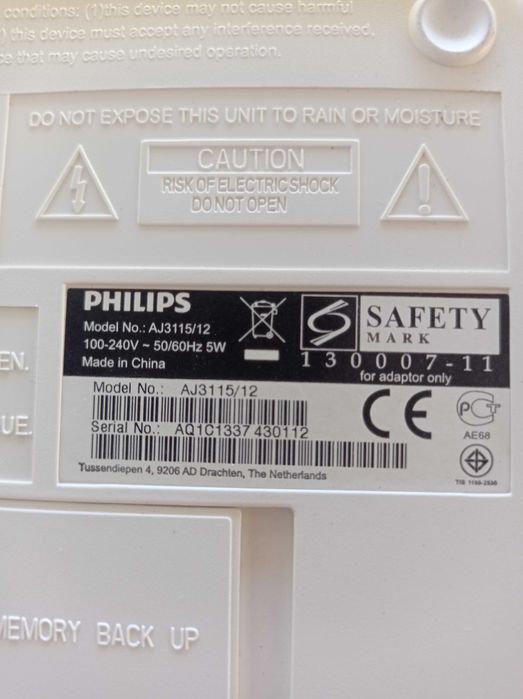 conditions: (1)this device may not cause harmful
) this device must accept any interference received,
ce that may cause undesired operation.
DO NOT EXPOSE THIS UNIT TO RAIN OR MOISTURE
CAUTION
RISK OF ELECTRIC SHOCK
DO NOT OPEN
EN.
UE.
PHILIPS
Model No.: AJ3115/12
100-240V ~ 50/60Hz 5W
Made in China
SAFETY
MARK
130007-11
for adaptor only
Model No.: AJ3115/12
Serial No.: AQ1C1337 430112
Tussendiepen 4, 9206 AD Drachten, The Netherlands
CE
PCT
AE68
MEMORY BACK UP